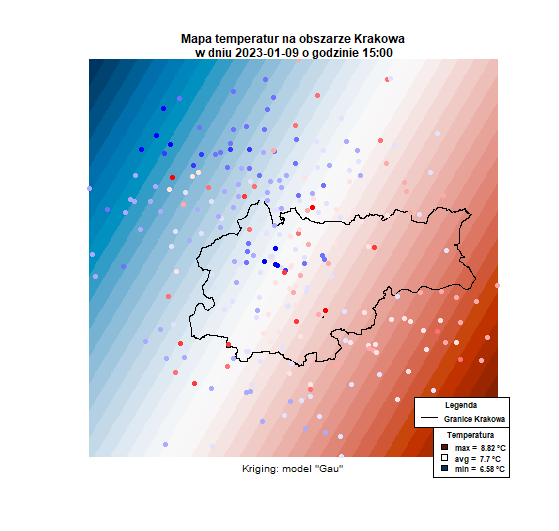 Mapa temperatur na obszarze Krakowa
w dniu 2023-01-09 o godzinie 15:00
Legenda
Granice Krakowa
Temperatura
max = 8.82 °C
avg = 7.7 °C
min = 6.58 °C
Kriging: model "Gau"